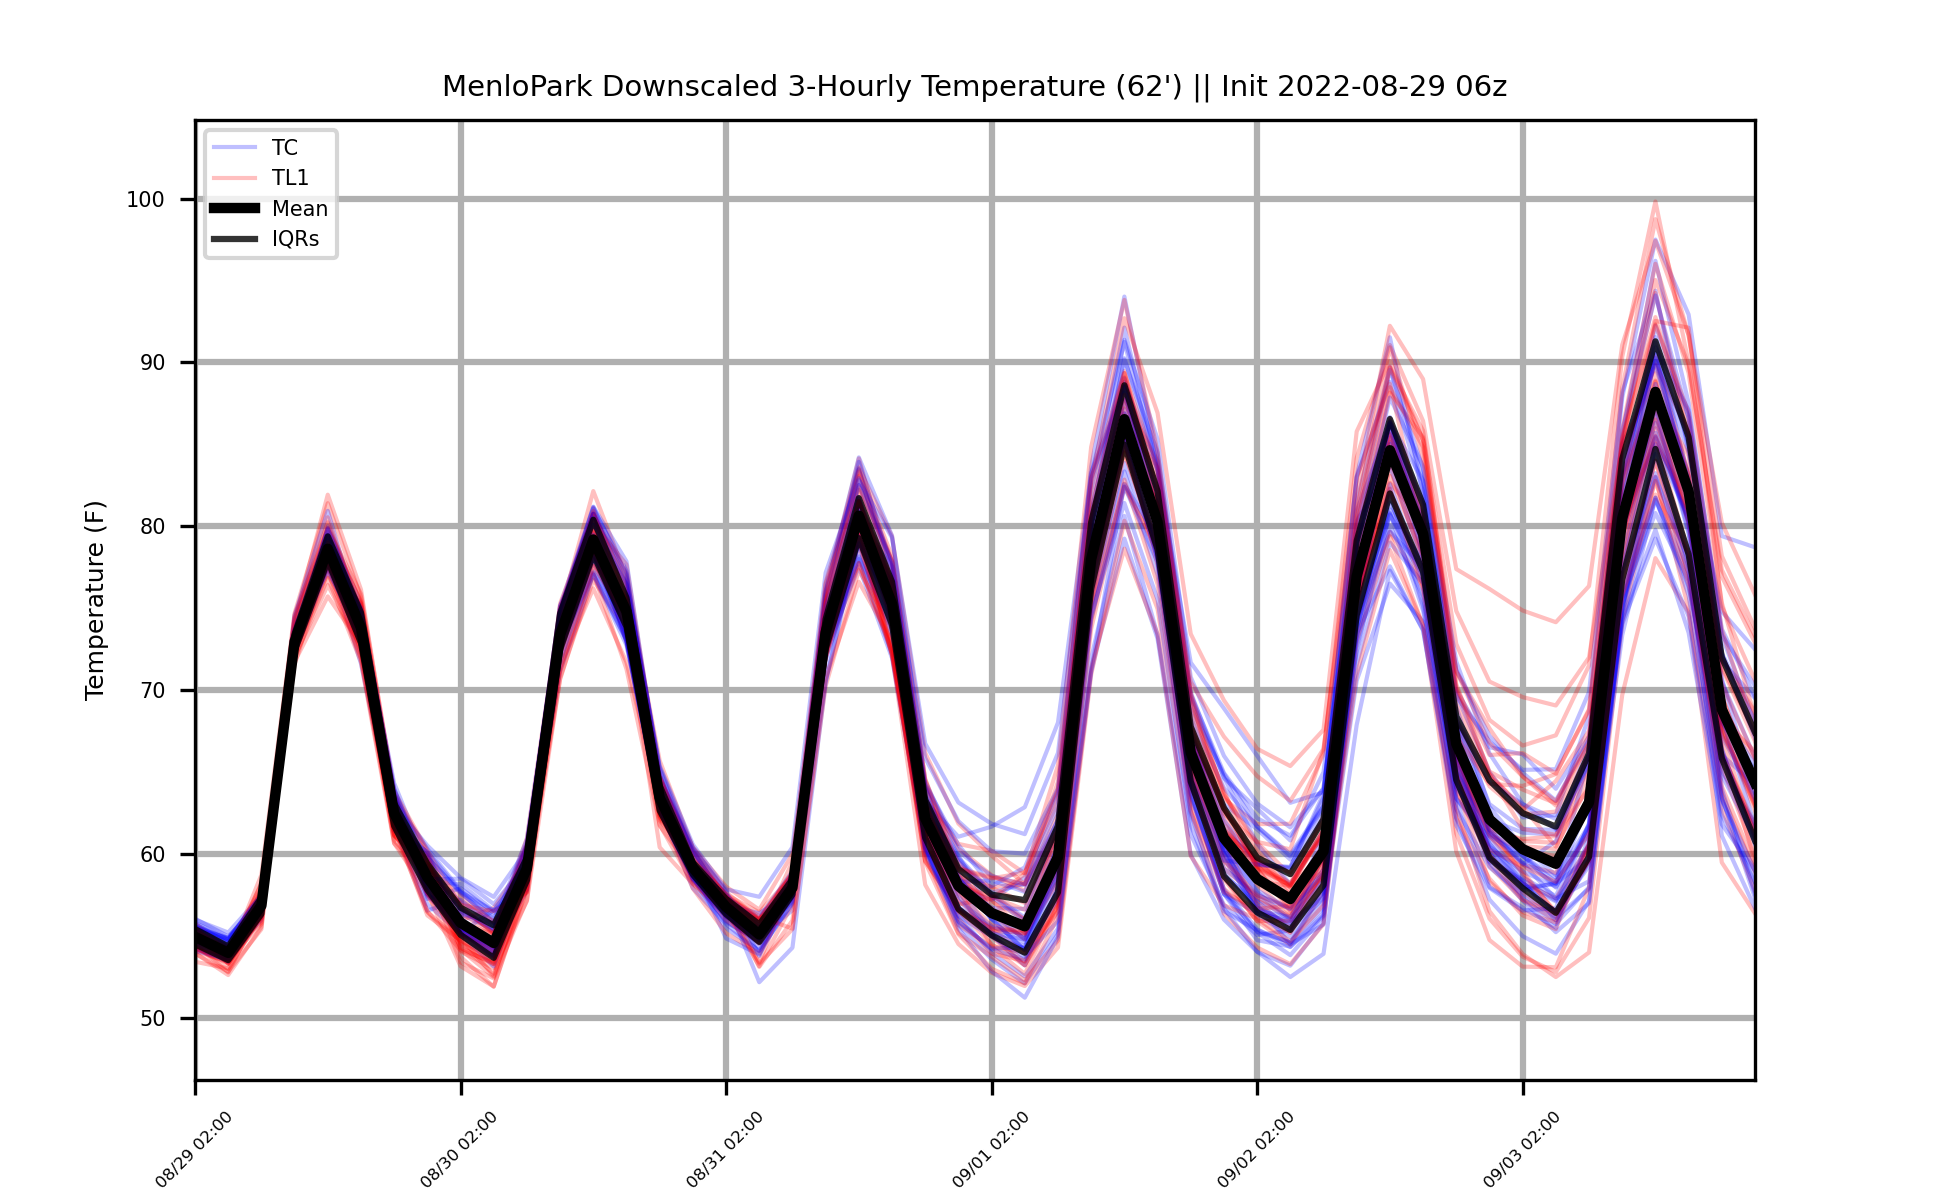 MenloPark Downscaled 3-Hourly Temperature (62') || Init 2022-08-29 06z
TC
TL1
Mean
IQRs
Temperature (F)
100
90
80
70
60
50
08/29 02:00
08/30 02:00
08/31 02:00
09/01 02:00
09/02 02:00
09/03 02:00